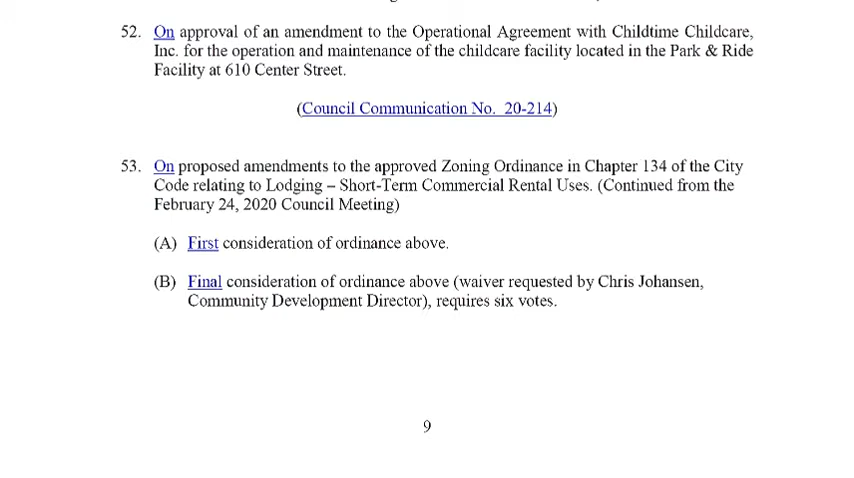 52. On approval of an amendment to the Operational Agreement with Childtime Childcare,
Inc. for the operation and maintenance of the childcare facility located in the Park & Ride
Facility at 610 Center Street.
(Council Communication No. 20-214)
53. On proposed amendments to the approved Zoning Ordinance in Chapter 134 of the City
Code relating to Lodging – Short-Term Commercial Rental Uses. (Continued from the
February 24, 2020 Council Meeting)
(A) First consideration of ordinance above.
(B) Final consideration of ordinance above (waiver requested by Chris Johansen,
Community Development Director), requires six votes.
9